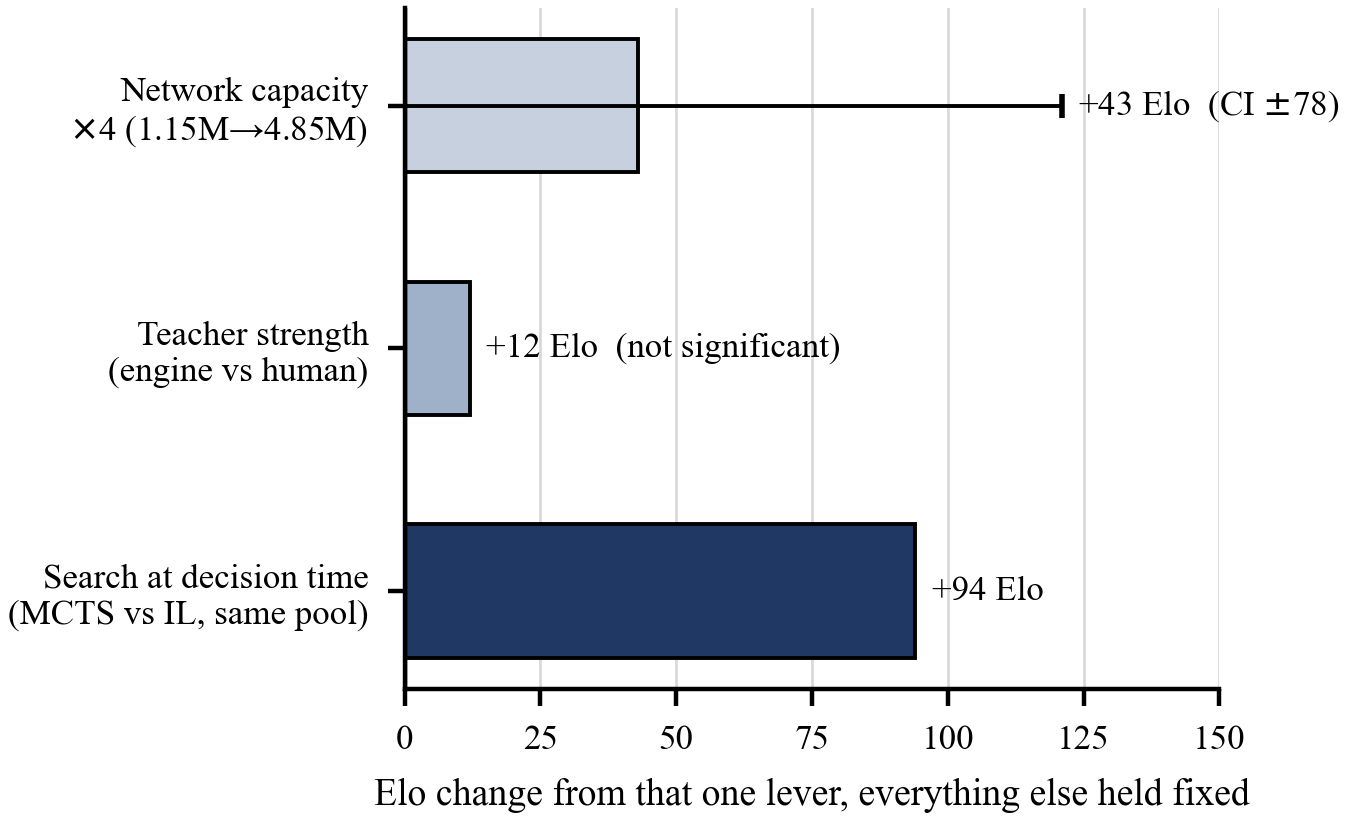 Network capacity
×4 (1.15M→4.85M)
+43 Elo (CI ±78)
Teacher strength
(engine vs human)
+12 Elo (not significant)
Search at decision time
(MCTS vs IL, same pool)
+94 Elo
0 25 50 75 100 125 150
Elo change from that one lever, everything else held fixed